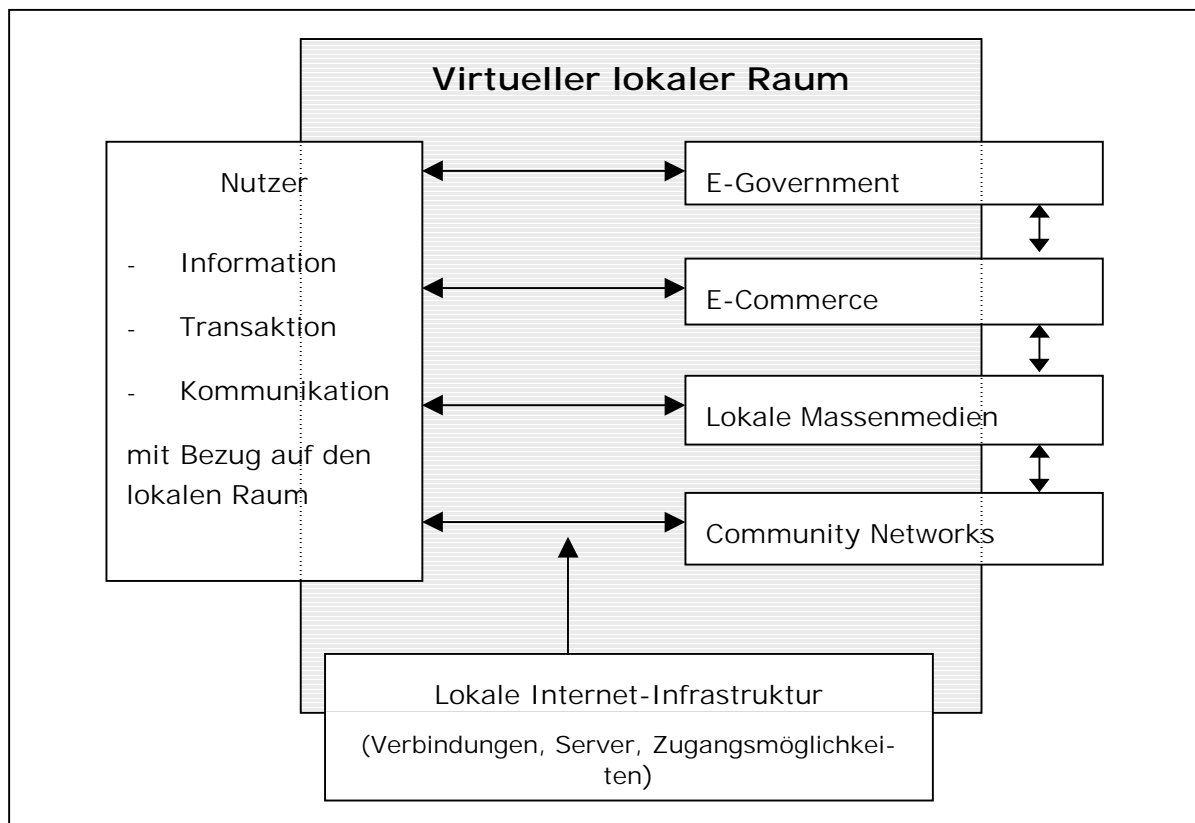 Virtueller lokaler Raum
Nutzer
- Information
- Transaktion
- Kommunikation
mit Bezug auf den
lokalen Raum
E-Government
E-Commerce
Lokale Massenmedien
Community Networks
Lokale Internet-Infrastruktur
(Verbindungen, Server, Zugangsmöglichkei-
ten)